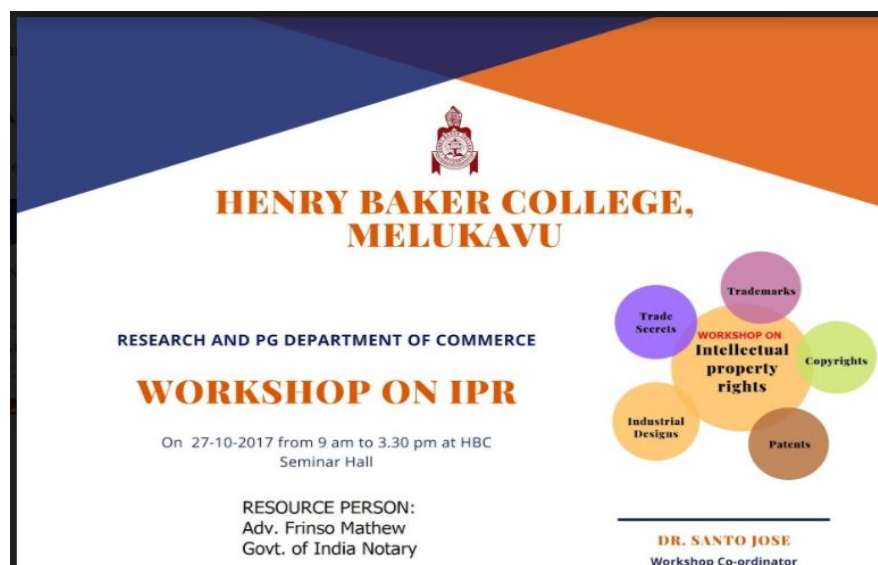 HENRY BAKER COLLEGE,
MELUKAVU
RESEARCH AND PG DEPARTMENT OF COMMERCE
WORKSHOP ON IPR
On 27-10-2017 from 9 am to 3.30 pm at HBC
Seminar Hall
RESOURCE PERSON:
Adv. Frinso Mathew
Govt. of India Notary
Trademarks
Trade
Secrets
WORKSHOP ON
Intellectual
property
rights
Copyrights
Industrial
Designs
Patents
DR. SANTO JOSE
Workshop Co-ordinator